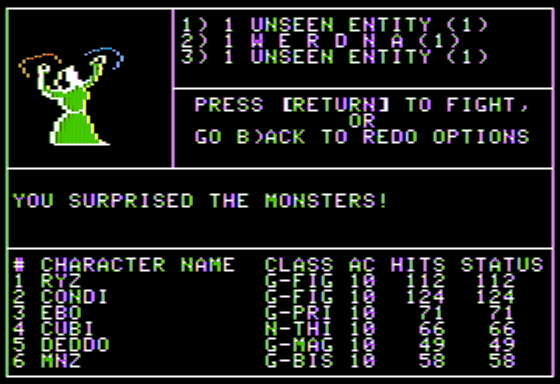 1) 1 UNSEEN ENTITY (1)
2) 1 W E R D N A (1)
3) 1 UNSEEN ENTITY (1)
PRESS [RETURN] TO FIGHT,
OR
GO B)ACK TO REDO OPTIONS
YOU SURPRISED THE MONSTERS!
# CHARACTER NAME CLASS AC HITS STATUS
1 RYZ G-FIG 10 112 112
2 CONDI G-FIG 10 124 124
3 EBO G-PRI 10 71 71
4 CUBI N-THI 10 66 66
5 DEDDO G-MAG 10 49 49
6 MNZ G-BIS 10 58 58